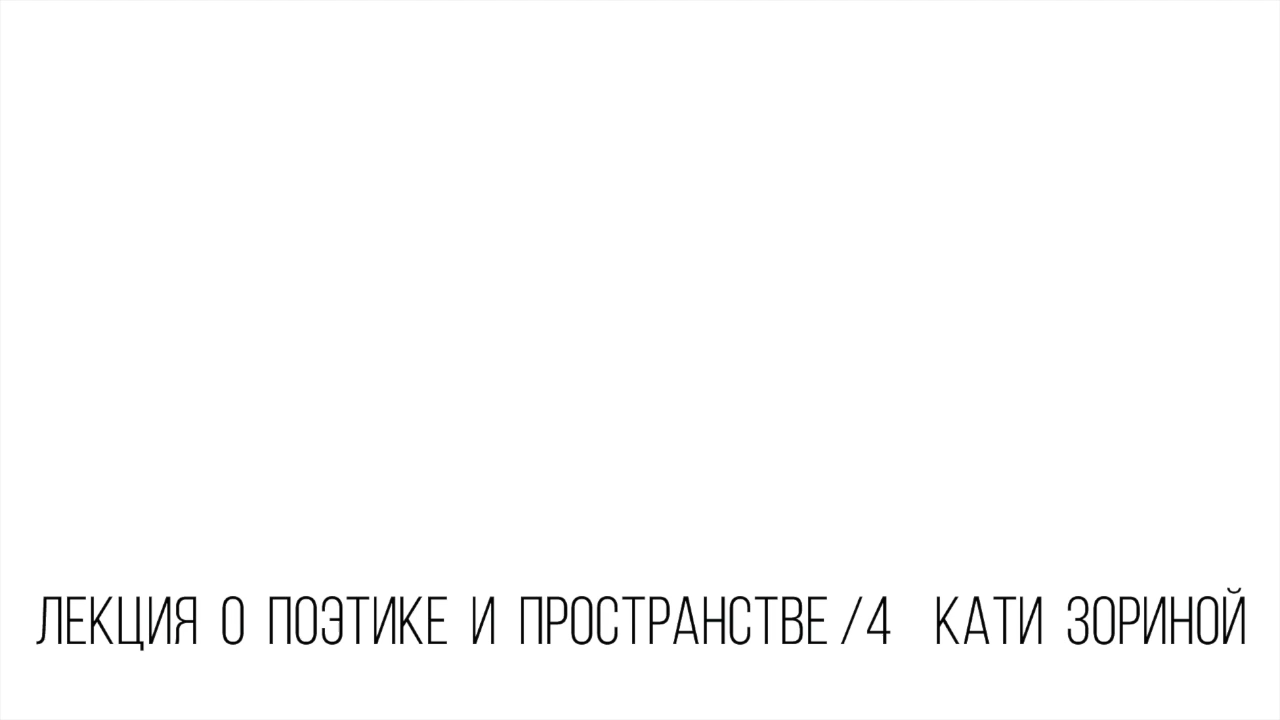 ЛЕКЦИЯ О ПОЭТИКЕ И ПРОСТРАНСТВЕ /4 КАТИ ЗОРИНОЙ